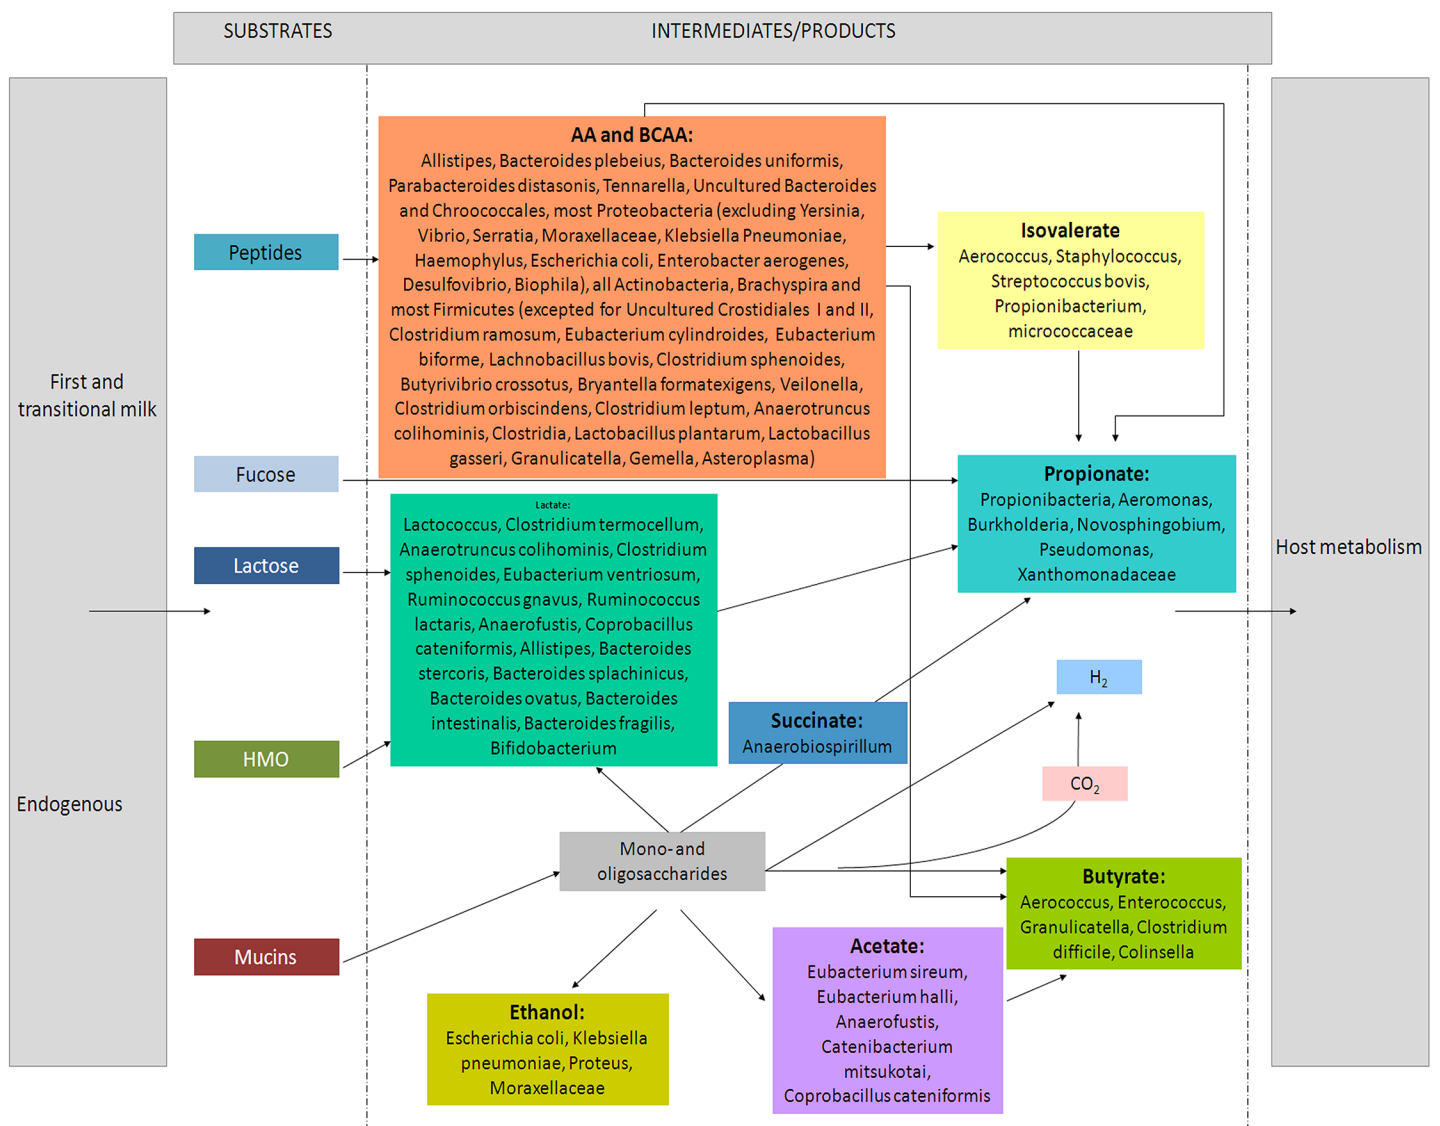 SUBSTRATES
INTERMEDIATES/PRODUCTS
First and
transitional milk
Endogenous
Peptides
Fucose
Lactose
HMO
Mucins
AA and BCAA:
Allistipes, Bacteroides plebeius, Bacteroides uniformis,
Parabacteroides distasonis, Tennarella, Uncultured Bacteroides
and Chroococcales, most Proteobacteria (excluding Yersinia,
Vibrio, Serratia, Moraxellaceae, Klebsiella Pneumoniae,
Haemophylus, Escherichia coli, Enterobacter aerogenes,
Desulfovibrio, Biophila), all Actinobacteria, Brachyspira and
most Firmicutes (excepted for Uncultured Crostidiales I and II,
Clostridium ramosum, Eubacterium cylindroides, Eubacterium
biforme, Lachnobacillus bovis, Clostridium sphenoides,
Butyrivibrio crossotus, Bryantella formatexigens, Veilonella,
Clostridium orbiscindens, Clostridium leptum, Anaerotruncus
colihominis, Clostridia, Lactobacillus plantarum, Lactobacillus
gasseri, Granulicatella, Gemella, Asteroplasma)
Isovalerate
Aerococcus, Staphylococcus,
Streptococcus bovis,
Propionibacterium,
micrococcaceae
Propionate:
Propionibacteria, Aeromonas,
Burkholderia, Novosphingobium,
Pseudomonas,
Xanthomonadaceae
Lactate:
Lactococcus, Clostridium termocellum,
Anaerotruncus colihominis, Clostridium
sphenoides, Eubacterium ventriosum,
Ruminococcus gnavus, Ruminococcus
lactaris, Anaerofustis, Coprobacillus
cateniformis, Allistipes, Bacteroides
stercoris, Bacteroides splachinicus,
Bacteroides ovatus, Bacteroides
intestinalis, Bacteroides fragilis,
Bifidobacterium
Succinate:
Anaerobiospirillum
H2
CO2
Mono- and
oligosaccharides
Butyrate:
Aerococcus, Enterococcus,
Granulicatella, Clostridium
difficile, Colinsella
Acetate:
Eubacterium sireum,
Eubacterium halli,
Anaerofustis,
Catenibacterium
mitsukotai,
Coprobacillus cateniformis
Ethanol:
Escherichia coli, Klebsiella
pneumoniae, Proteus,
Moraxellaceae
Host metabolism